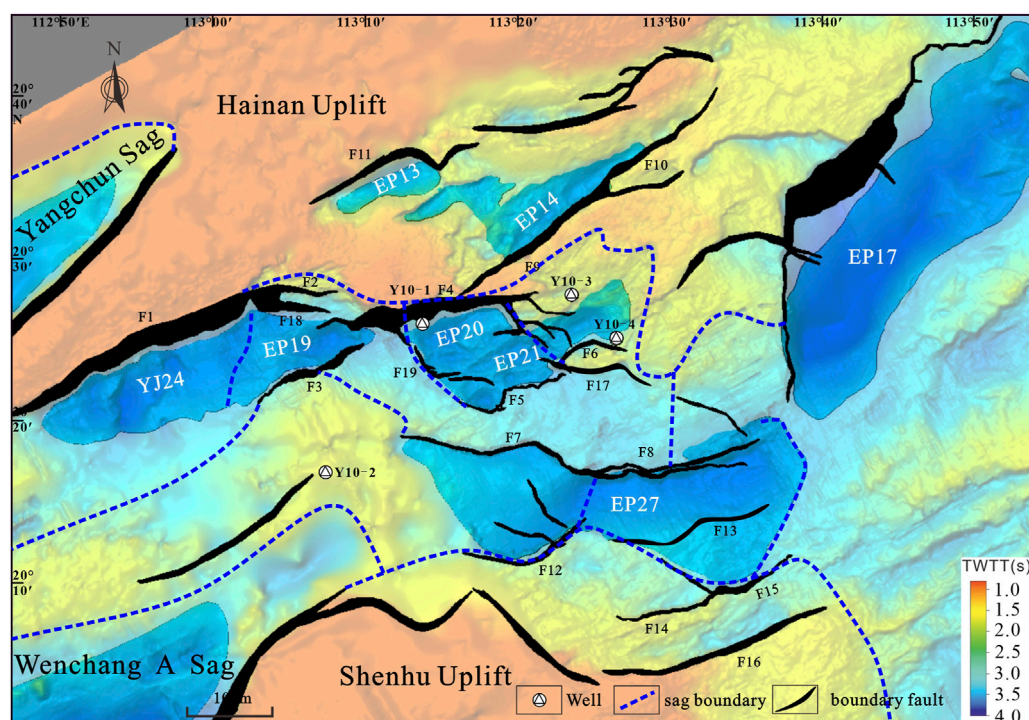 112°50′E
113°00′
113°10′
113°20′
113°30′
113°40′
113°50′
N
20°
40′
N
Hainan Uplift
Yangchun Sag
F11
EP13
F10
EP14
20°
30′
EP17
F9
Y10-3
F2
Y10-1
F4
F1
F18
EP20
Y10-4
EP19
F6
EP21
YJ24
F19
F3
F17
F5
20°
20′
F7
F8
Y10-2
EP27
F13
20°
10′
F12
F15
TWTT(s)
1.0
1.5
2.0
2.5
3.0
3.5
4.0
F14
F16
Wenchang A Sag
Shenhu Uplift
Well
sag boundary
boundary fault